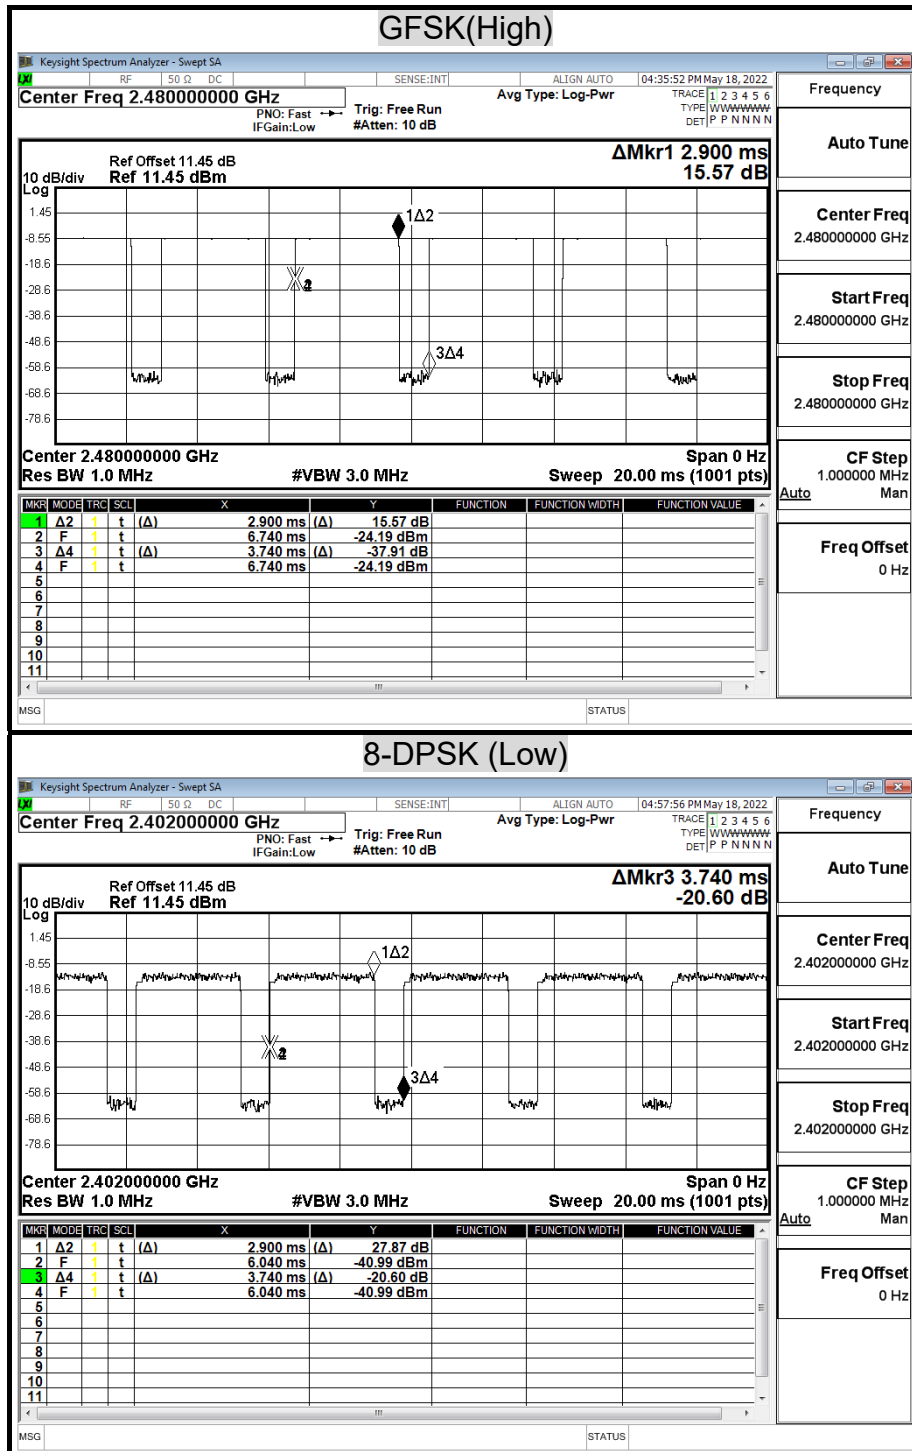 GFSK(High)
Keysight Spectrum Analyzer - Swept SA
LXI RF 50 Ω DC SENSE:INT ALIGN AUTO 04:35:52 PM May 18, 2022
Center Freq 2.480000000 GHz
PNO: Fast
IFGain:Low
Trig: Free Run
#Atten: 10 dB
Avg Type: Log-Pwr
TRACE 1 2 3 4 5 6
TYPE WWWWWW
DET P P N N N N
Frequency
Auto Tune
Center Freq
2.480000000 GHz
Start Freq
2.480000000 GHz
Stop Freq
2.480000000 GHz
CF Step
1.000000 MHz
Auto Man
Freq Offset
0 Hz
ΔMkr1 2.900 ms
15.57 dB
Ref Offset 11.45 dB
10 dB/div Ref 11.45 dBm
Log
1.45
-8.55
-18.6
-28.6
-38.6
-48.6
-58.6
-68.6
-78.6
1Δ2
3Δ4
Center 2.480000000 GHz Span 0 Hz
Res BW 1.0 MHz #VBW 3.0 MHz Sweep 20.00 ms (1001 pts)
MKR MODE TRC SCL X Y FUNCTION FUNCTION WIDTH FUNCTION VALUE
1 Δ2 1 t (Δ) 2.900 ms (Δ) 15.57 dB
2 F 1 t 6.740 ms -24.19 dBm
3 Δ4 1 t (Δ) 3.740 ms (Δ) -37.91 dB
4 F 1 t 6.740 ms -24.19 dBm
5
6
7
8
9
10
11
MSG STATUS
8-DPSK (Low)
Keysight Spectrum Analyzer - Swept SA
LXI RF 50 Ω DC SENSE:INT ALIGN AUTO 04:57:56 PM May 18, 2022
Center Freq 2.402000000 GHz
PNO: Fast
IFGain:Low
Trig: Free Run
#Atten: 10 dB
Avg Type: Log-Pwr
TRACE 1 2 3 4 5 6
TYPE WWWWWW
DET P P N N N N
Frequency
Auto Tune
Center Freq
2.402000000 GHz
Start Freq
2.402000000 GHz
Stop Freq
2.402000000 GHz
CF Step
1.000000 MHz
Auto Man
Freq Offset
0 Hz
ΔMkr3 3.740 ms
-20.60 dB
Ref Offset 11.45 dB
10 dB/div Ref 11.45 dBm
Log
1.45
-8.55
-18.6
-28.6
-38.6
-48.6
-58.6
-68.6
-78.6
1Δ2
3Δ4
Center 2.402000000 GHz Span 0 Hz
Res BW 1.0 MHz #VBW 3.0 MHz Sweep 20.00 ms (1001 pts)
MKR MODE TRC SCL X Y FUNCTION FUNCTION WIDTH FUNCTION VALUE
1 Δ2 1 t (Δ) 2.900 ms (Δ) 27.87 dB
2 F 1 t 6.040 ms -40.99 dBm
3 Δ4 1 t (Δ) 3.740 ms (Δ) -20.60 dB
4 F 1 t 6.040 ms -40.99 dBm
5
6
7
8
9
10
11
MSG STATUS